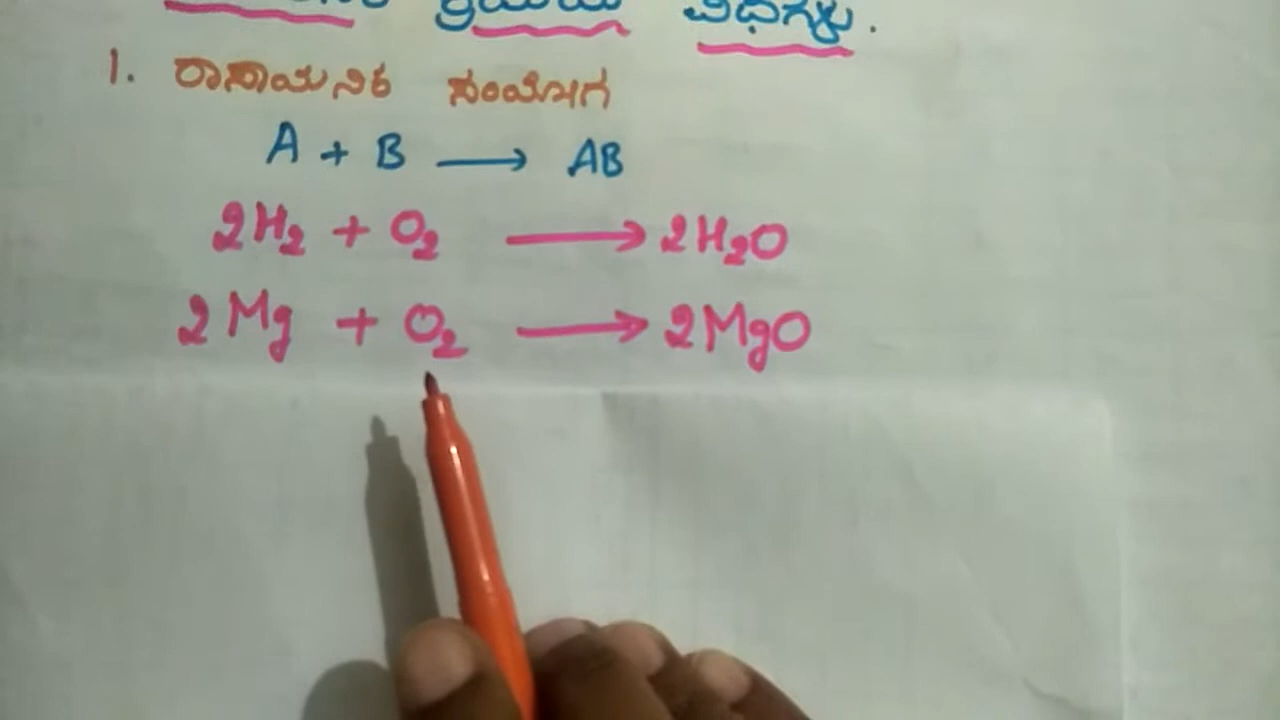 ಕ್ರಿಯೆಯ ವಿಧಗಳು.
1. ರಾಸಾಯನಿಕ ಸಂಯೋಗ
A + B ⟶ AB
2H₂ + O₂ ⟶ 2H₂O
2Mg + O₂ ⟶ 2MgO